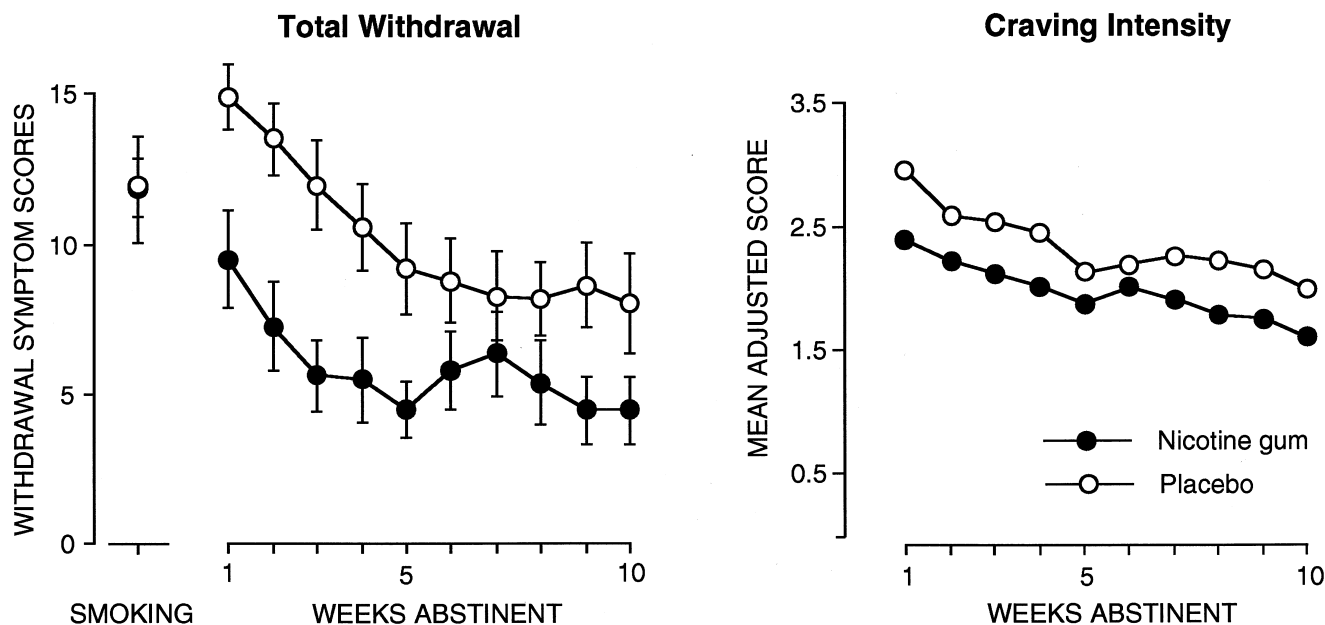 Total Withdrawal
WITHDRAWAL SYMPTOM SCORES
15
10
5
0
SMOKING
1
5
10
WEEKS ABSTINENT
Craving Intensity
MEAN ADJUSTED SCORE
3.5
2.5
1.5
0.5
Nicotine gum
Placebo
1
5
10
WEEKS ABSTINENT